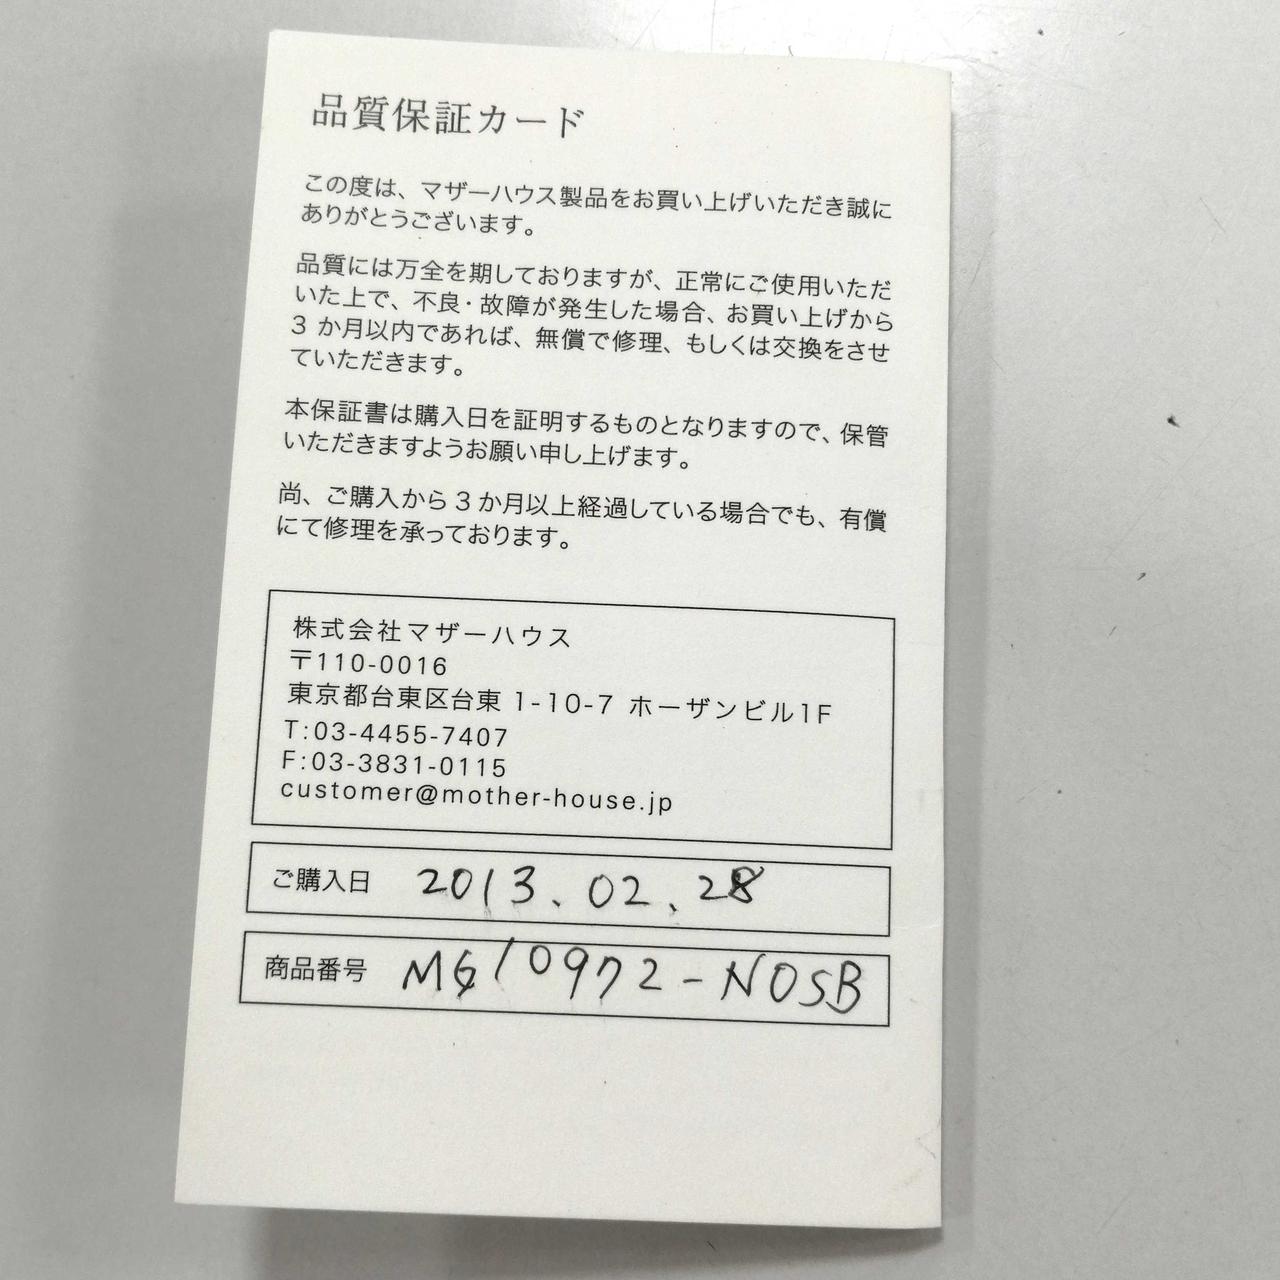 品質保証カード
この度は、マザーハウス製品をお買い上げいただき誠に
ありがとうございます。
品質には万全を期しておりますが、正常にご使用いただ
いた上で、不良・故障が発生した場合、お買い上げから
3 か月以内であれば、無償で修理、もしくは交換をさせ
ていただきます。
本保証書は購入日を証明するものとなりますので、保管
いただきますようお願い申し上げます。
尚、ご購入から 3 か月以上経過している場合でも、有償
にて修理を承っております。
株式会社マザーハウス
〒110-0016
東京都台東区台東 1-10-7 ホーザンビル1F
T:03-4455-7407
F:03-3831-0115
customer@mother-house.jp
ご購入日 2013.02.28
商品番号 MG10972-NOSB